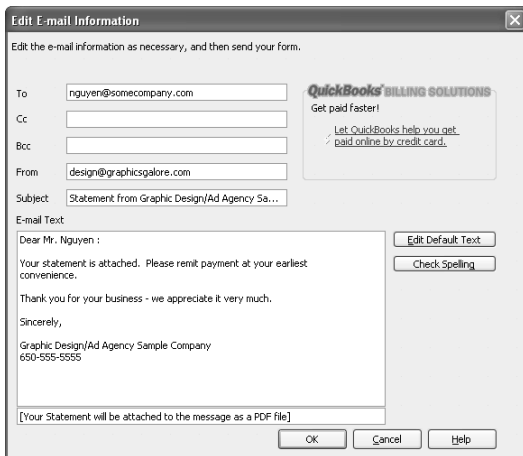 Edit E-mail Information
Edit the e-mail information as necessary, and then send your form.
To nguyen@somecompany.com
Cc
Bcc
From design@graphicsgalore.com
Subject Statement from Graphic Design/Ad Agency Sa...
QuickBooks BILLING SOLUTIONS
Get paid faster!
Let QuickBooks help you get
paid online by credit card.
E-mail Text
Dear Mr. Nguyen :
Your statement is attached. Please remit payment at your earliest
convenience.
Thank you for your business - we appreciate it very much.
Sincerely,
Graphic Design/Ad Agency Sample Company
650-555-5555
[Your Statement will be attached to the message as a PDF file]
Edit Default Text
Check Spelling
OK Cancel Help